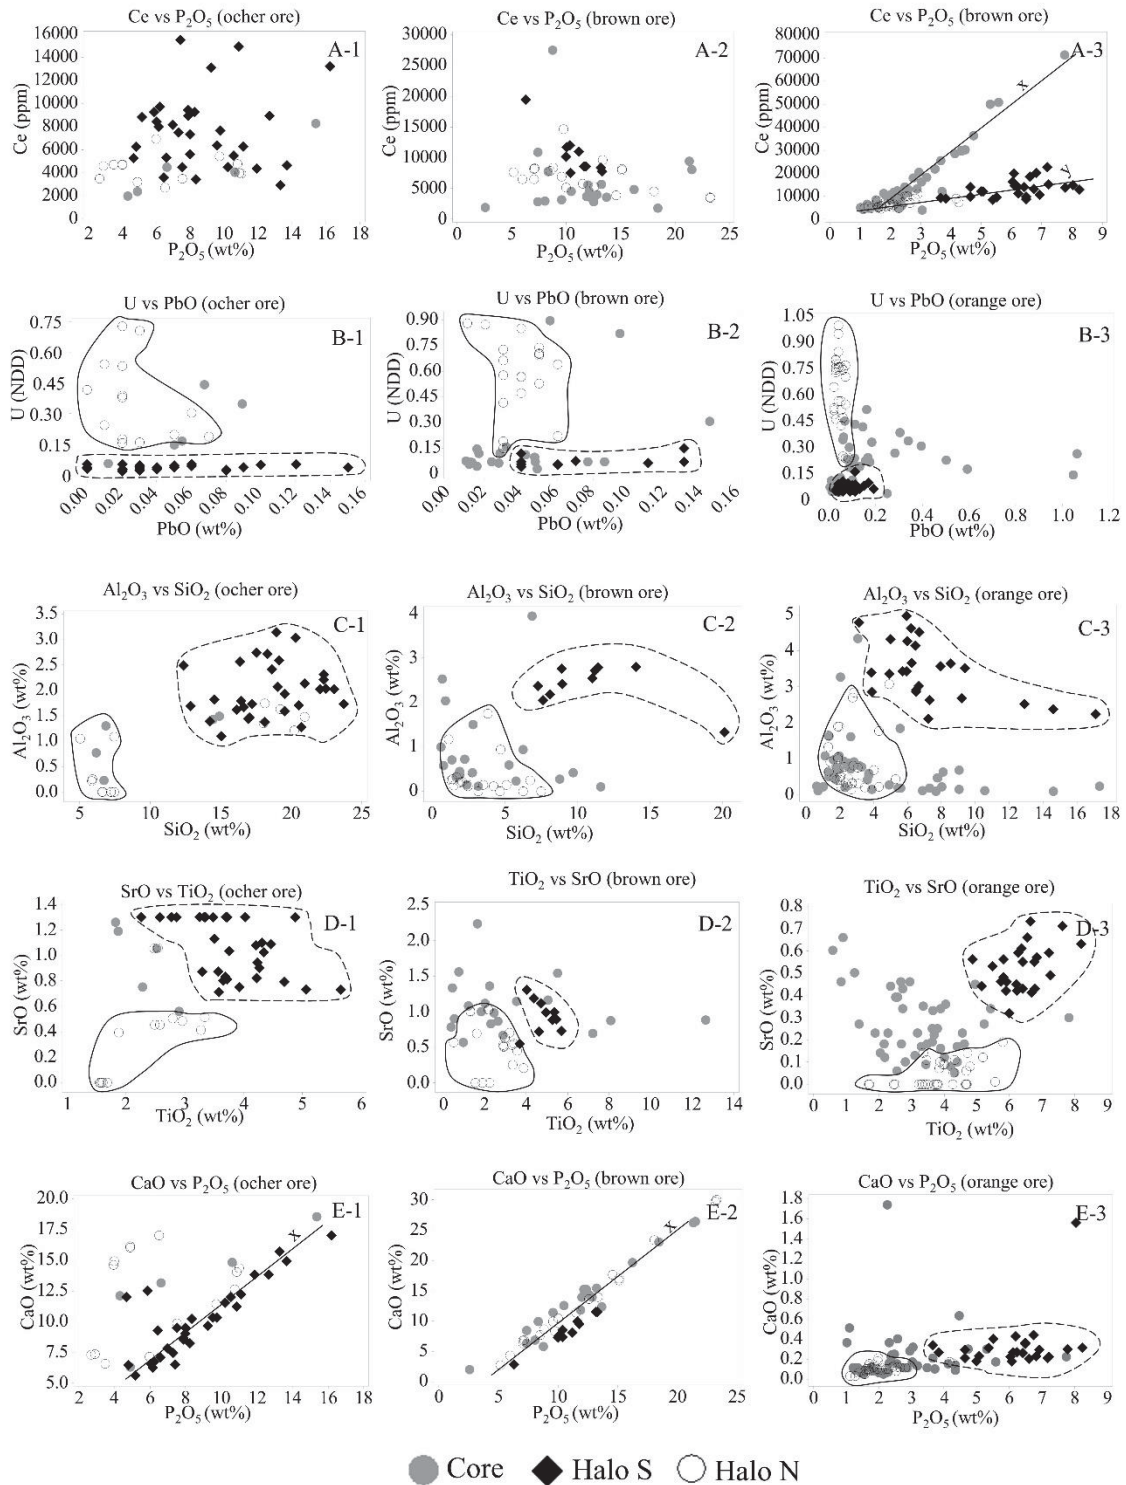 Ce vs P₂O₅ (ocher ore)
A-1
Ce (ppm)
16000
14000
12000
10000
8000
6000
4000
2000
0
2 4 6 8 10 12 14 16 18
P₂O₅ (wt%)
Ce vs P₂O₅ (brown ore)
A-2
Ce (ppm)
30000
25000
20000
15000
10000
5000
0
0 5 10 15 20 25
P₂O₅ (wt%)
Ce vs P₂O₅ (brown ore)
A-3
x
y
Ce (ppm)
80000
70000
60000
50000
40000
30000
20000
10000
0
0 1 2 3 4 5 6 7 8 9
P₂O₅ (wt%)
U vs PbO (ocher ore)
B-1
U (NDD)
0.75
0.60
0.45
0.30
0.15
0
0.00 0.02 0.04 0.06 0.08 0.10 0.12 0.14 0.16
PbO (wt%)
U vs PbO (brown ore)
B-2
U (NDD)
0.90
0.75
0.60
0.45
0.30
0.15
0
0.00 0.02 0.04 0.06 0.08 0.10 0.12 0.14 0.16
PbO (wt%)
U vs PbO (orange ore)
B-3
U (NDD)
1.05
0.90
0.75
0.60
0.45
0.30
0.15
0
0.0 0.2 0.4 0.6 0.8 1.0 1.2
PbO (wt%)
Al₂O₃ vs SiO₂ (ocher ore)
C-1
Al₂O₃ (wt%)
3.5
3.0
2.5
2.0
1.5
1.0
0.5
0.0
5 10 15 20 25
SiO₂ (wt%)
Al₂O₃ vs SiO₂ (brown ore)
C-2
Al₂O₃ (wt%)
4
3
2
1
0
0 5 10 15 20
SiO₂ (wt%)
Al₂O₃ vs SiO₂ (orange ore)
C-3
Al₂O₃ (wt%)
5
4
3
2
1
0
0 2 4 6 8 10 12 14 16 18
SiO₂ (wt%)
SrO vs TiO₂ (ocher ore)
D-1
SrO (wt%)
1.4
1.2
1.0
0.8
0.6
0.4
0.2
0.0
1 2 3 4 5 6
TiO₂ (wt%)
TiO₂ vs SrO (brown ore)
D-2
SrO (wt%)
2.5
2.0
1.5
1.0
0.5
0.0
0 2 4 6 8 10 12 14
TiO₂ (wt%)
TiO₂ vs SrO (orange ore)
D-3
SrO (wt%)
0.8
0.7
0.6
0.5
0.4
0.3
0.2
0.1
0.0
0 1 2 3 4 5 6 7 8 9
TiO₂ (wt%)
CaO vs P₂O₅ (ocher ore)
E-1
x
CaO (wt%)
20.0
17.5
15.0
12.5
10.0
7.5
5.0
2 4 6 8 10 12 14 16 18
P₂O₅ (wt%)
CaO vs P₂O₅ (brown ore)
E-2
x
CaO (wt%)
30
25
20
15
10
5
0
0 5 10 15 20 25
P₂O₅ (wt%)
CaO vs P₂O₅ (orange ore)
E-3
CaO (wt%)
1.8
1.6
1.4
1.2
1.0
0.8
0.6
0.4
0.2
0.0
0 1 2 3 4 5 6 7 8 9
P₂O₅ (wt%)
Core Halo S Halo N